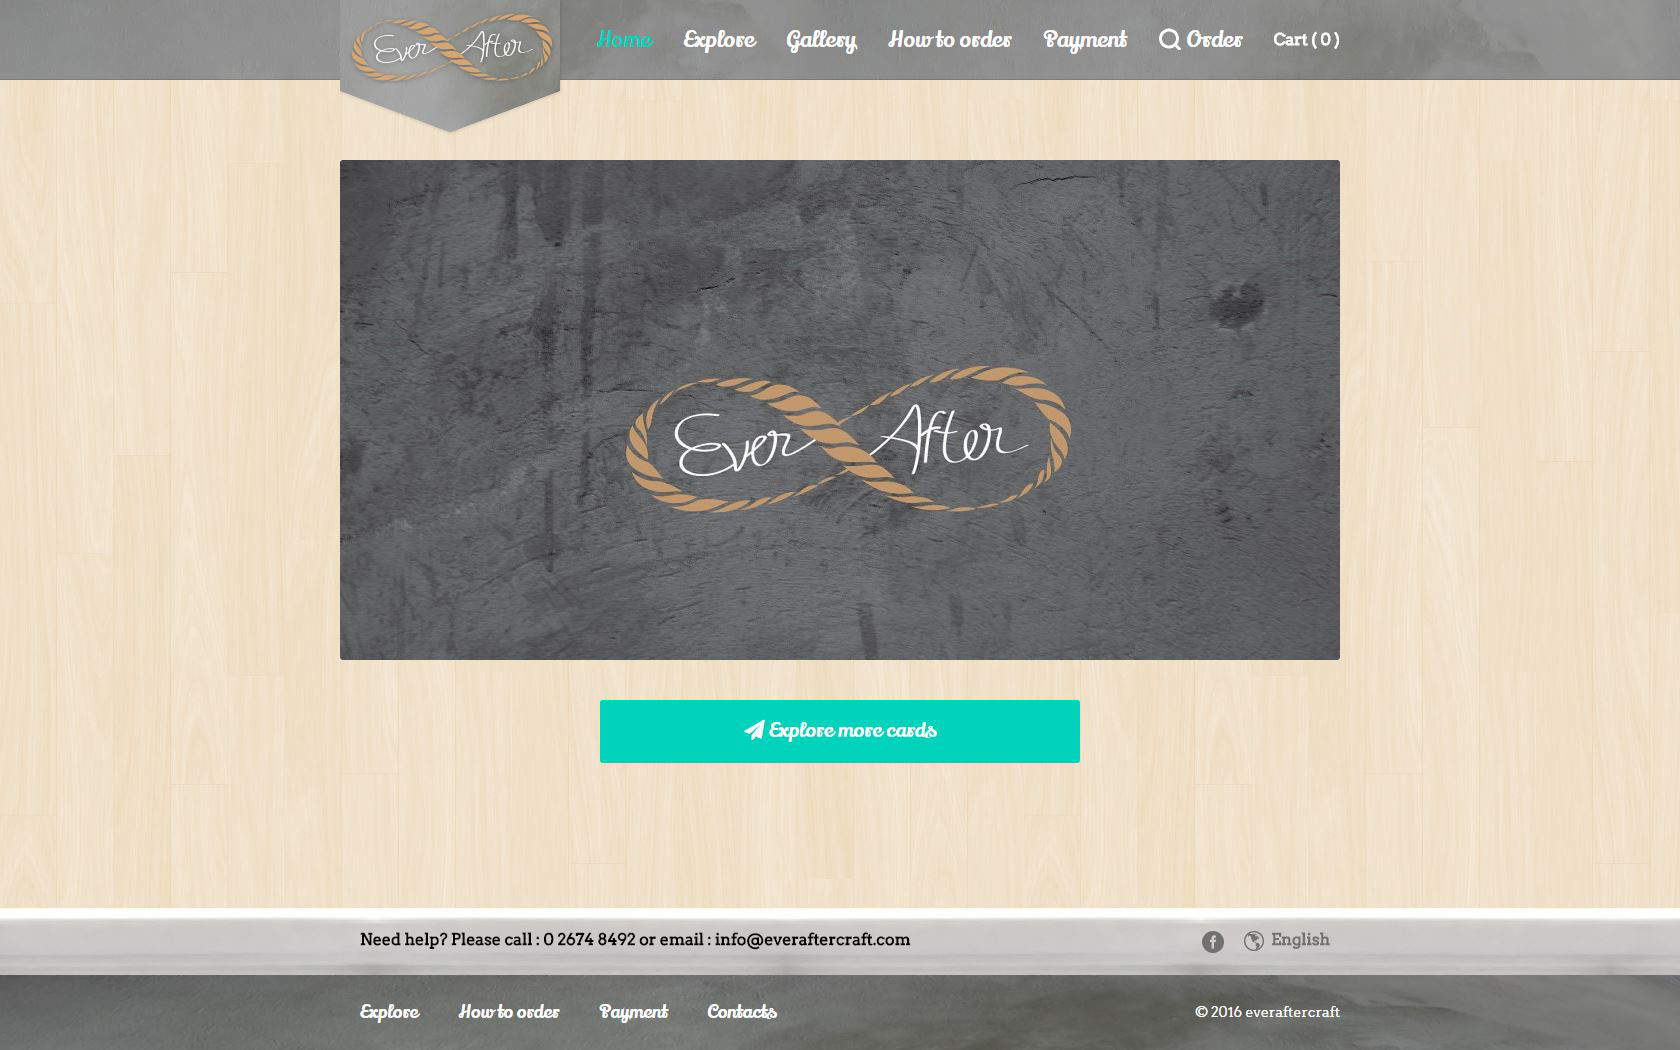 Ever After
Home Explore Gallery How to order Payment Order Cart ( 0 )
Ever After
Explore more cards
Need help? Please call : 0 2674 8492 or email : info@everaftercraft.com
English
Explore How to order Payment Contacts
© 2016 everaftercraft